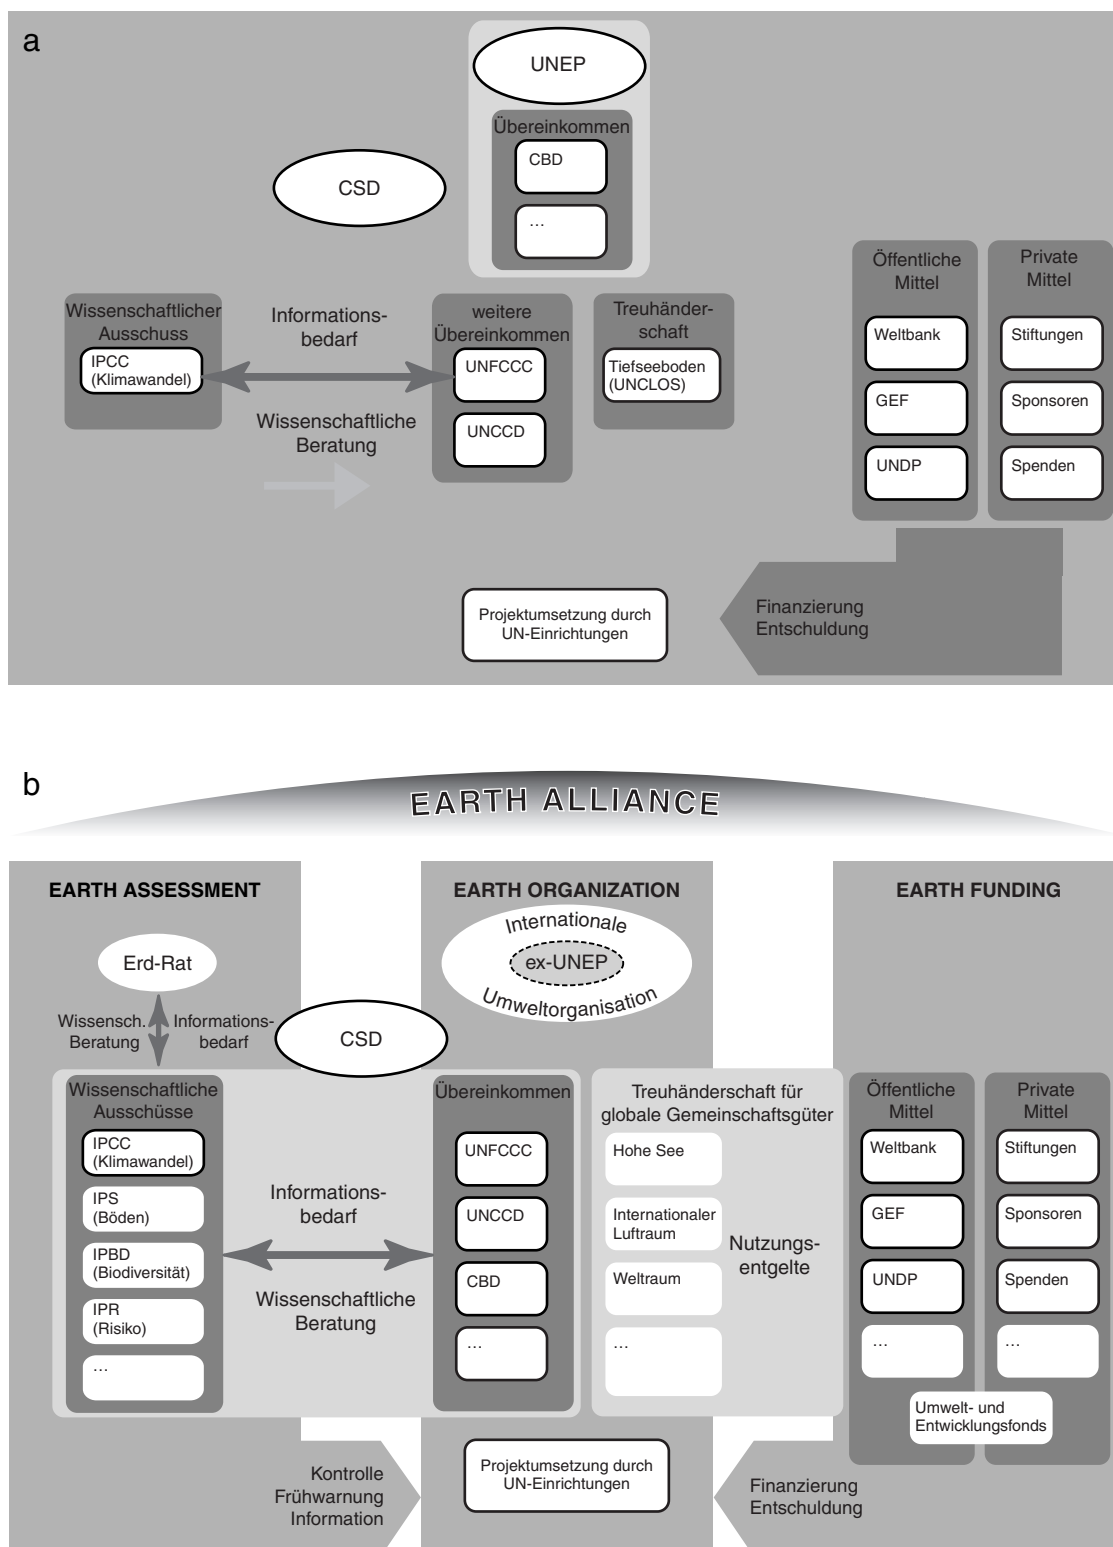 a
UNEP
Übereinkommen
CBD
...
CSD
Wissenschaftlicher
Ausschuss
IPCC
(Klimawandel)
Informations-
bedarf
Wissenschaftliche
Beratung
weitere
Übereinkommen
UNFCCC
UNCCD
Treuhänder-
schaft
Tiefseeboden
(UNCLOS)
Öffentliche
Mittel
Weltbank
GEF
UNDP
Private
Mittel
Stiftungen
Sponsoren
Spenden
Projektumsetzung durch
UN-Einrichtungen
Finanzierung
Entschuldung
b
EARTH ALLIANCE
EARTH ASSESSMENT
Erd-Rat
Wissensch.
Beratung
Informations-
bedarf
CSD
Wissenschaftliche
Ausschüsse
IPCC
(Klimawandel)
IPS
(Böden)
IPBD
(Biodiversität)
IPR
(Risiko)
...
Informations-
bedarf
Wissenschaftliche
Beratung
EARTH ORGANIZATION
Internationale
ex-UNEP
Umweltorganisation
Übereinkommen
UNFCCC
UNCCD
CBD
...
Treuhänderschaft für
globale Gemeinschaftsgüter
Hohe See
Internationaler
Luftraum
Weltraum
...
Nutzungs-
entgelte
EARTH FUNDING
Öffentliche
Mittel
Weltbank
GEF
UNDP
...
Private
Mittel
Stiftungen
Sponsoren
Spenden
...
Umwelt- und
Entwicklungsfonds
Kontrolle
Frühwarnung
Information
Projektumsetzung durch
UN-Einrichtungen
Finanzierung
Entschuldung